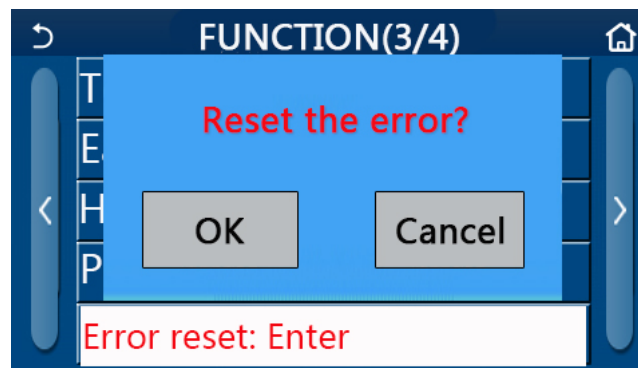 FUNCTION(3/4)
Reset the error?
OK
Cancel
Error reset: Enter